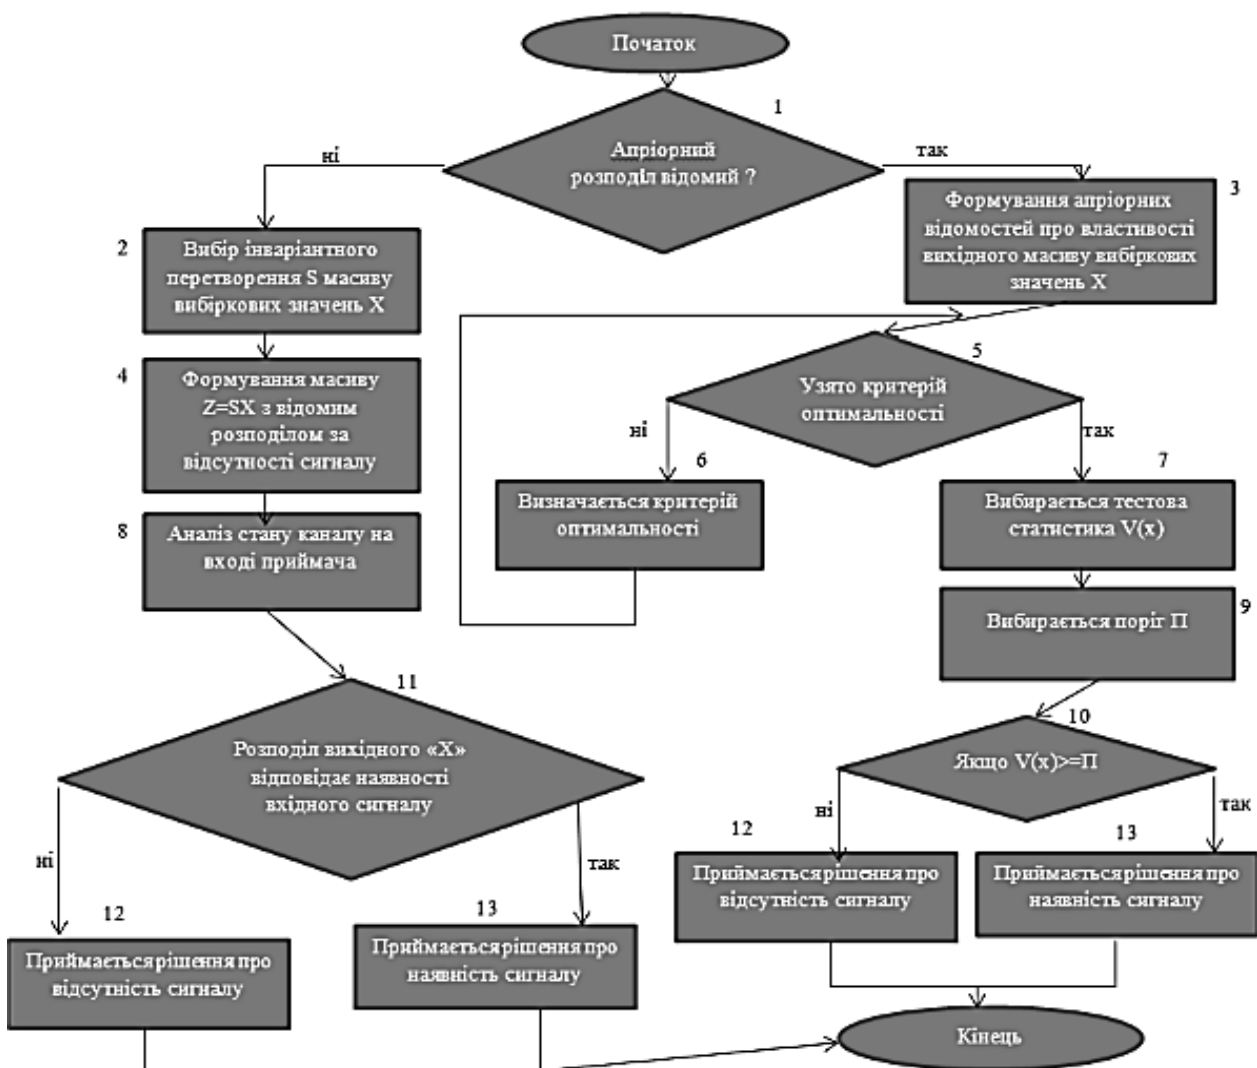 Початок
1
Апріорний
розподіл відомий ?
ні
так
3
Формування апріорних
відомостей про властивості
вихідного масиву вибіркових
значень X
2
Вибір інваріантного
перетворення S масиву
вибіркових значень X
4
Формування масиву
Z=SX з відомим
розподілом за
відсутності сигналу
5
Узято критерій
оптимальності
ні
так
6
Визначається критерій
оптимальності
7
Вибирається тестова
статистика V(x)
8
Аналіз стану каналу на
вході приймача
9
Вибирається поріг П
11
Розподіл вихідного «X»
відповідає наявності
вхідного сигналу
10
Якщо V(x)>=П
ні
так
ні
так
12
Приймається рішення про
відсутність сигналу
13
Приймається рішення про
наявність сигналу
12
Приймається рішення про
відсутність сигналу
13
Приймається рішення про
наявність сигналу
Кінець